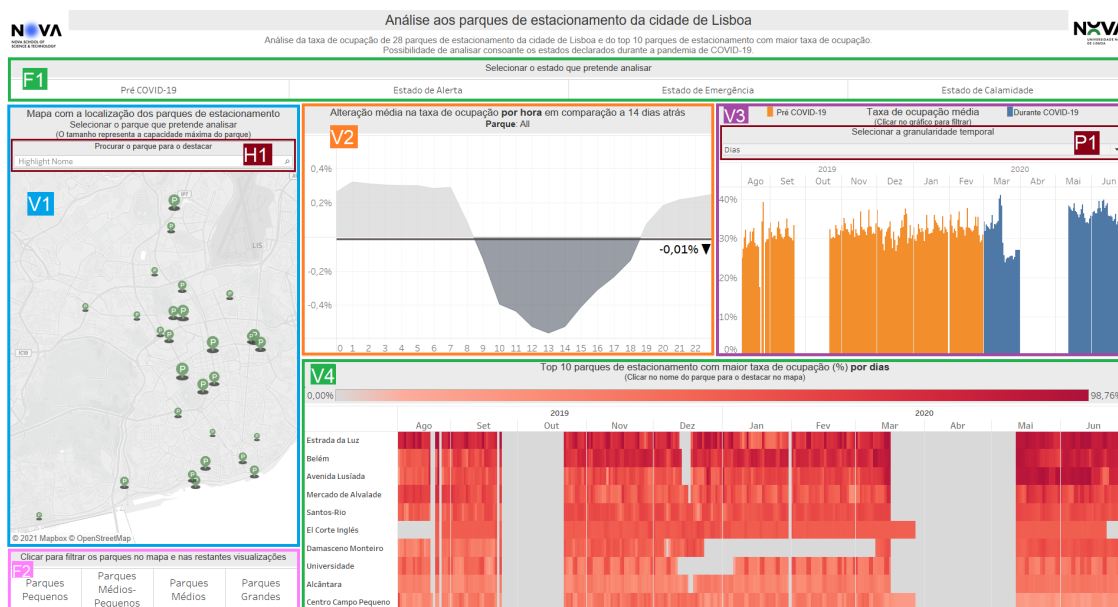 Análise aos parques de estacionamento da cidade de Lisboa
NOVA
NOVA SCHOOL OF
SCIENCE & TECHNOLOGY
Análise da taxa de ocupação de 28 parques de estacionamento da cidade de Lisboa e do top 10 parques de estacionamento com maior taxa de ocupação.
Possibilidade de analisar consoante os estados declarados durante a pandemia de COVID-19.
NOVA
UNIVERSIDADE NOVA
DE LISBOA
F1
Selecionar o estado que pretende analisar
Pré COVID-19
Estado de Alerta
Estado de Emergência
Estado de Calamidade
Mapa com a localização dos parques de estacionamento
Selecionar o parque que pretende analisar
(O tamanho representa a capacidade máxima do parque)
Procurar o parque para o destacar
Highlight Nome
H1
V1
LIS
© 2021 Mapbox © OpenStreetMap
Clicar para filtrar os parques no mapa e nas restantes visualizações
F2
Parques
Pequenos
Parques
Médios-
Pequenos
Parques
Médios
Parques
Grandes
Alteração média na taxa de ocupação por hora em comparação a 14 dias atrás
Parque: All
V2
0,4%
0,2%
-0,01% ▼
-0,2%
-0,4%
0 1 2 3 4 5 6 7 8 9 10 11 12 13 14 15 16 17 18 19 20 21 22
V3
Pré COVID-19
Taxa de ocupação média
Durante COVID-19
(Clicar no gráfico para filtrar)
Selecionar a granularidade temporal
P1
Dias
2019 2020
Ago Set Out Nov Dez Jan Fev Mar Abr Mai Jun
40%
30%
20%
10%
0%
V4
Top 10 parques de estacionamento com maior taxa de ocupação (%) por dias
(Clicar no nome do parque para o destacar no mapa)
0,00% 98,76%
2019 2020
Ago Set Out Nov Dez Jan Fev Mar Abr Mai Jun
Estrada da Luz
Belém
Avenida Lusíada
Mercado de Alvalade
Santos-Rio
El Corte Inglés
Damasceno Monteiro
Universidade
Alcântara
Centro Campo Pequeno